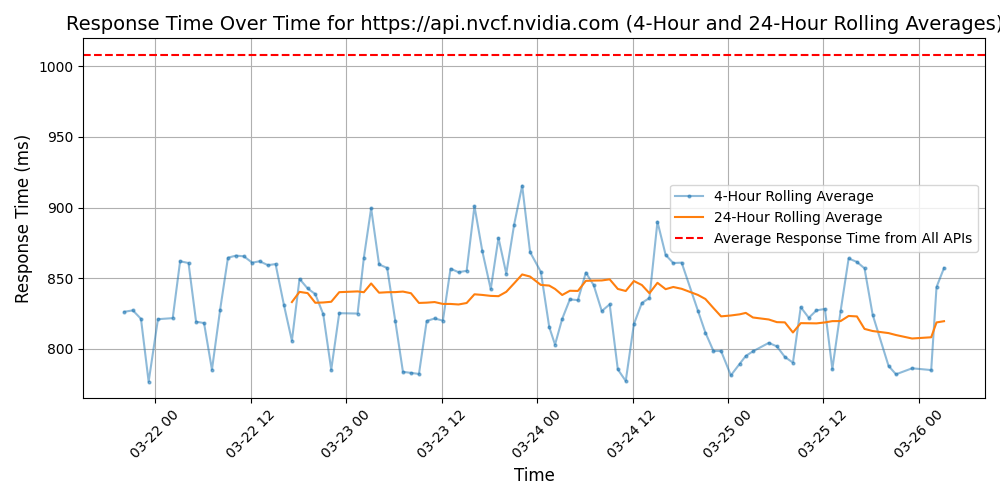 Response Time Over Time for https://api.nvcf.nvidia.com (4-Hour and 24-Hour Rolling Averages)
Response Time (ms)
1000
950
900
850
800
4-Hour Rolling Average
24-Hour Rolling Average
Average Response Time from All APIs
03-22 00
03-22 12
03-23 00
03-23 12
03-24 00
03-24 12
03-25 00
03-25 12
03-26 00
Time